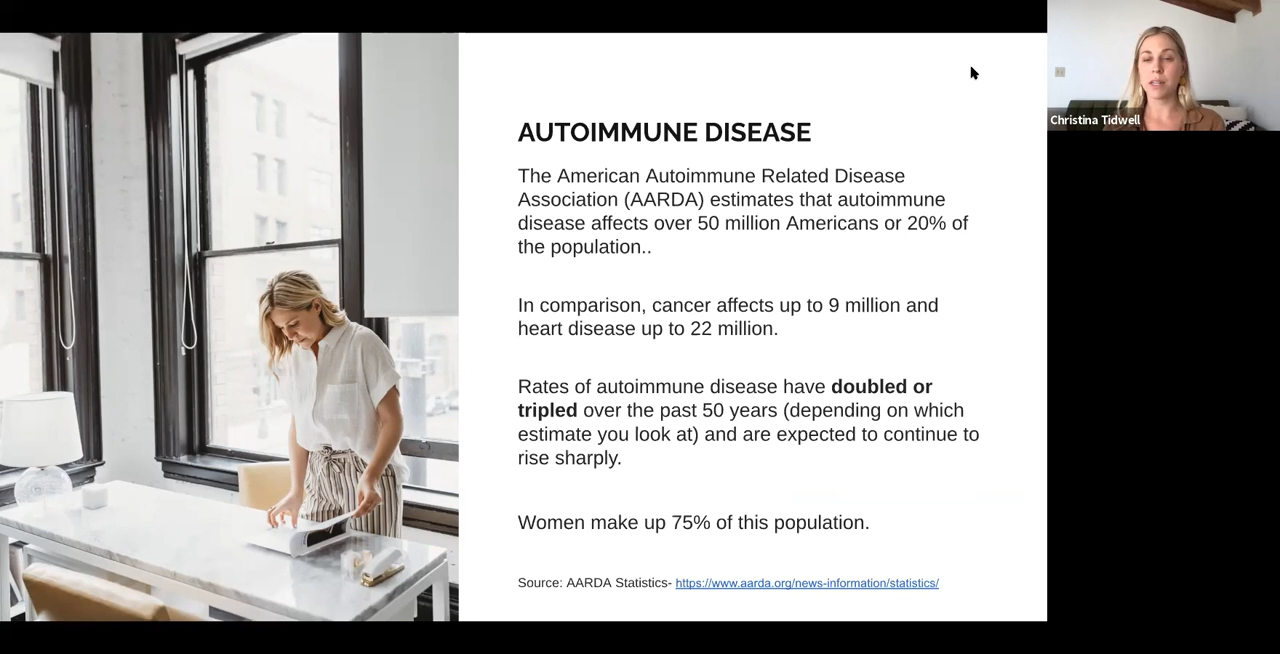 AUTOIMMUNE DISEASE
The American Autoimmune Related Disease
Association (AARDA) estimates that autoimmune
disease affects over 50 million Americans or 20% of
the population..
In comparison, cancer affects up to 9 million and
heart disease up to 22 million.
Rates of autoimmune disease have doubled or
tripled over the past 50 years (depending on which
estimate you look at) and are expected to continue to
rise sharply.
Women make up 75% of this population.
Source: AARDA Statistics- https://www.aarda.org/news-information/statistics/
Christina Tidwell